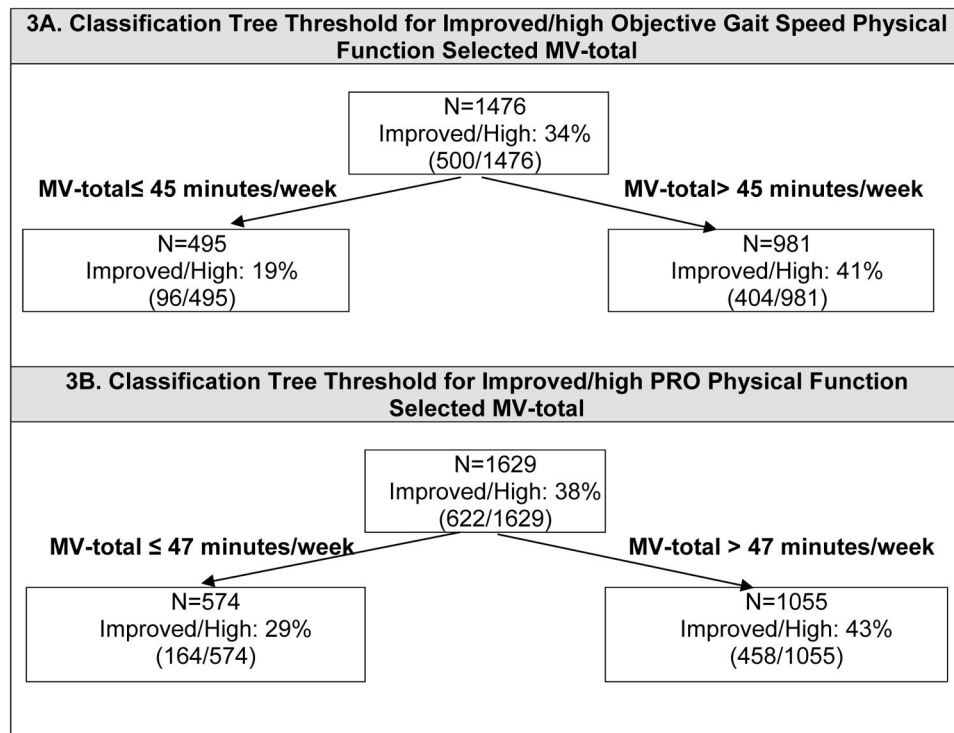 3A. Classification Tree Threshold for Improved/high Objective Gait Speed Physical
Function Selected MV-total
N=1476
Improved/High: 34%
(500/1476)
MV-total≤ 45 minutes/week
MV-total> 45 minutes/week
N=495
Improved/High: 19%
(96/495)
N=981
Improved/High: 41%
(404/981)
3B. Classification Tree Threshold for Improved/high PRO Physical Function
Selected MV-total
N=1629
Improved/High: 38%
(622/1629)
MV-total ≤ 47 minutes/week
MV-total > 47 minutes/week
N=574
Improved/High: 29%
(164/574)
N=1055
Improved/High: 43%
(458/1055)